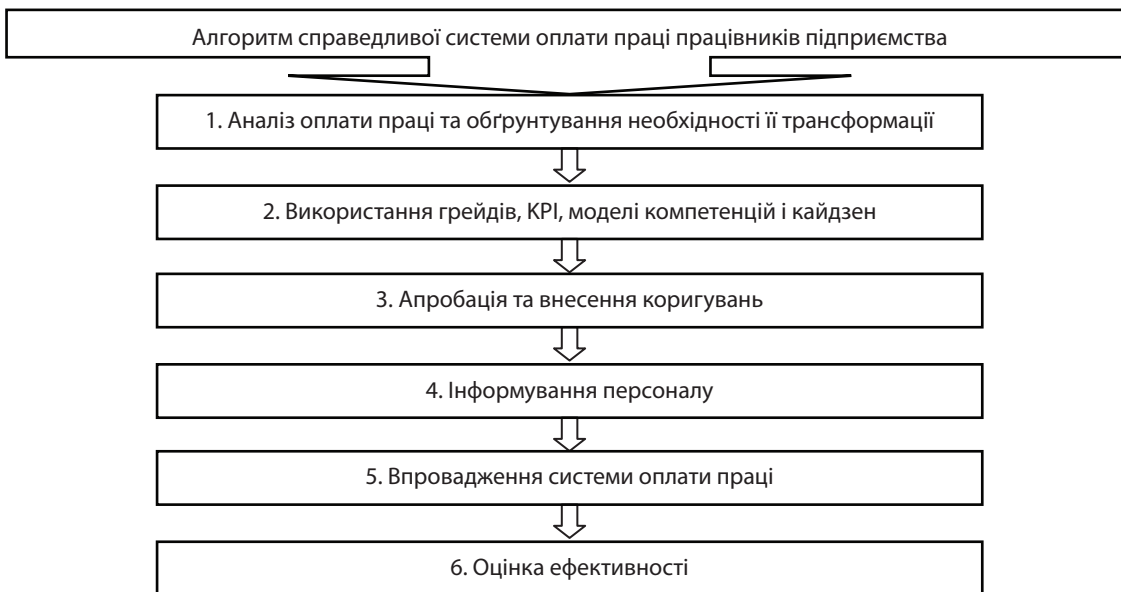 Алгоритм справедливої системи оплати праці працівників підприємства
1. Аналіз оплати праці та обґрунтування необхідності її трансформації
2. Використання грейдів, KPI, моделі компетенцій і кайдзен
3. Апробація та внесення коригувань
4. Інформування персоналу
5. Впровадження системи оплати праці
6. Оцінка ефективності